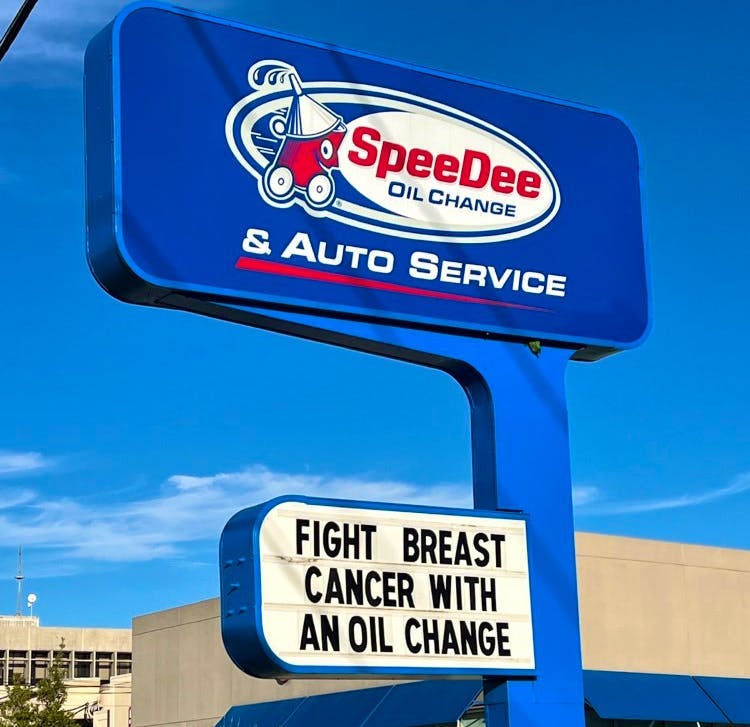 SpeeDee
OIL CHANGE
®
& AUTO SERVICE
FIGHT BREAST
CANCER WITH
AN OIL CHANGE